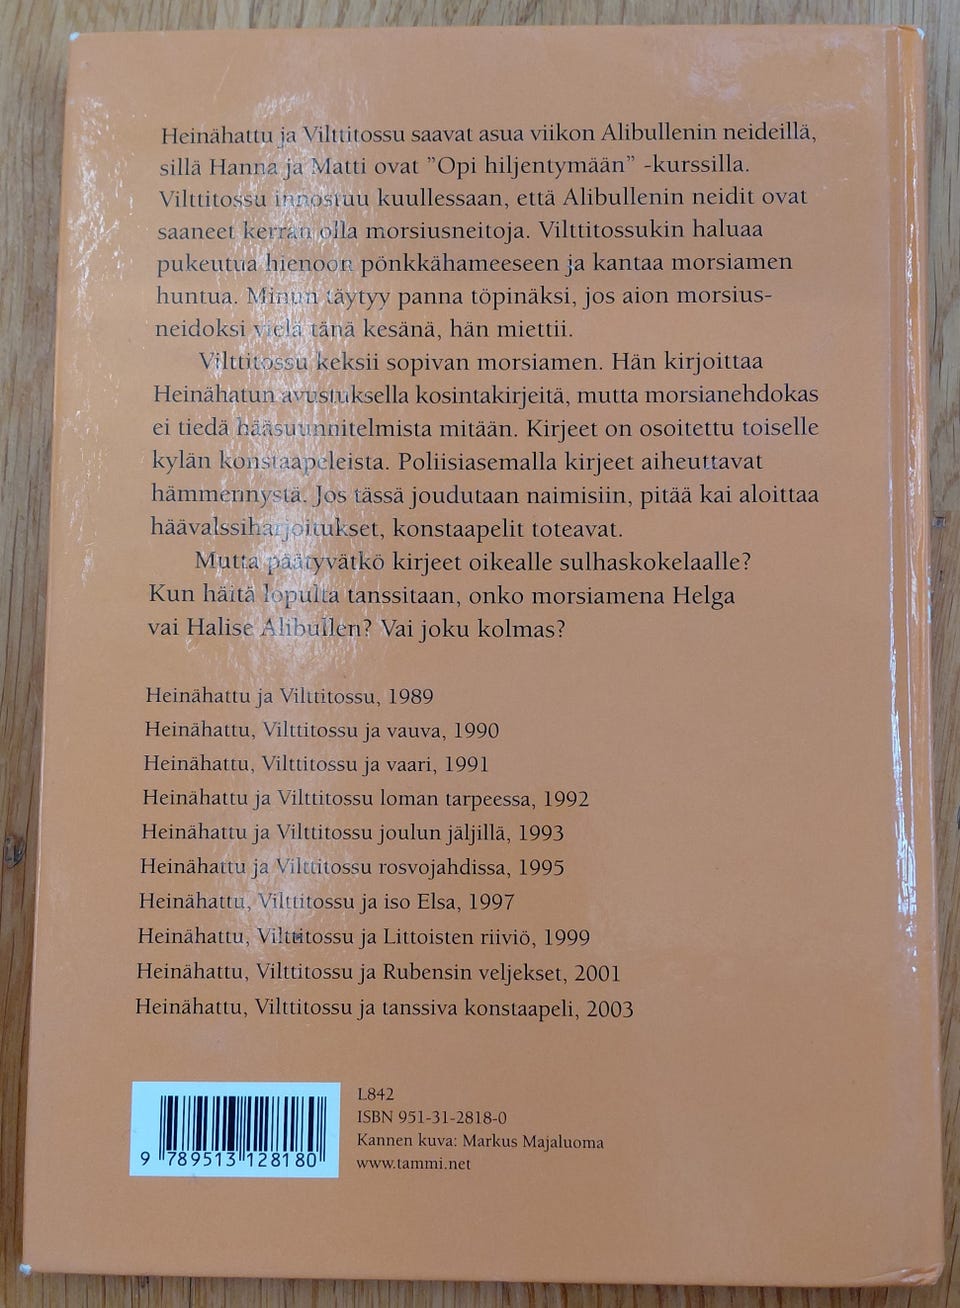 Heinähattu ja Vilttitossu saavat asua viikon Alibullenin neideillä,
sillä Hanna ja Matti ovat ”Opi hiljentymään” -kurssilla.
Vilttitossu innostuu kuullessaan, että Alibullenin neidit ovat
saaneet kerran olla morsiusneitoja. Vilttitossukin haluaa
pukeutua hienoon pönkkähameeseen ja kantaa morsiamen
huntua. Minun täytyy panna töpinäksi, jos aion morsius-
neidoksi vielä tänä kesänä, hän miettii.
Vilttitossu keksii sopivan morsiamen. Hän kirjoittaa
Heinähatun avustuksella kosintakirjeitä, mutta morsianehdokas
ei tiedä hääsuunnitelmista mitään. Kirjeet on osoitettu toiselle
kylän konstaapeleista. Poliisiasemalla kirjeet aiheuttavat
hämmennystä. Jos tässä joudutaan naimisiin, pitää kai aloittaa
häävalssiharjoitukset, konstaapelit toteavat.
Mutta päätyvätkö kirjeet oikealle sulhaskokelaalle?
Kun häitä lopulta tanssitaan, onko morsiamena Helga
vai Halise Alibullen? Vai joku kolmas?
Heinähattu ja Vilttitossu, 1989
Heinähattu, Vilttitossu ja vauva, 1990
Heinähattu, Vilttitossu ja vaari, 1991
Heinähattu ja Vilttitossu loman tarpeessa, 1992
Heinähattu ja Vilttitossu joulun jäljillä, 1993
Heinähattu ja Vilttitossu rosvojahdissa, 1995
Heinähattu, Vilttitossu ja iso Elsa, 1997
Heinähattu, Vilttitossu ja Littoisten riiviö, 1999
Heinähattu, Vilttitossu ja Rubensin veljekset, 2001
Heinähattu, Vilttitossu ja tanssiva konstaapeli, 2003
L842
ISBN 951-31-2818-0
Kannen kuva: Markus Majaluoma
www.tammi.net
9 789513 128180